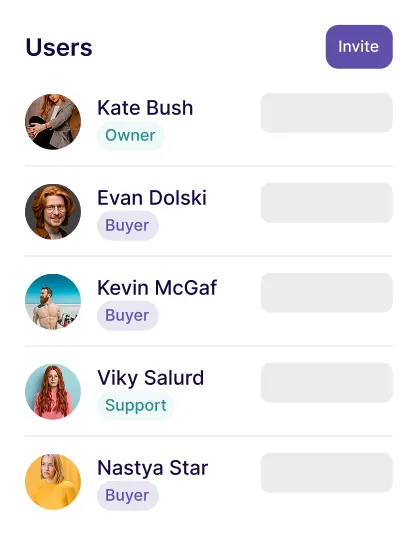 Users
Invite
Kate Bush
Owner
Evan Dolski
Buyer
Kevin McGaf
Buyer
Viky Salurd
Support
Nastya Star
Buyer